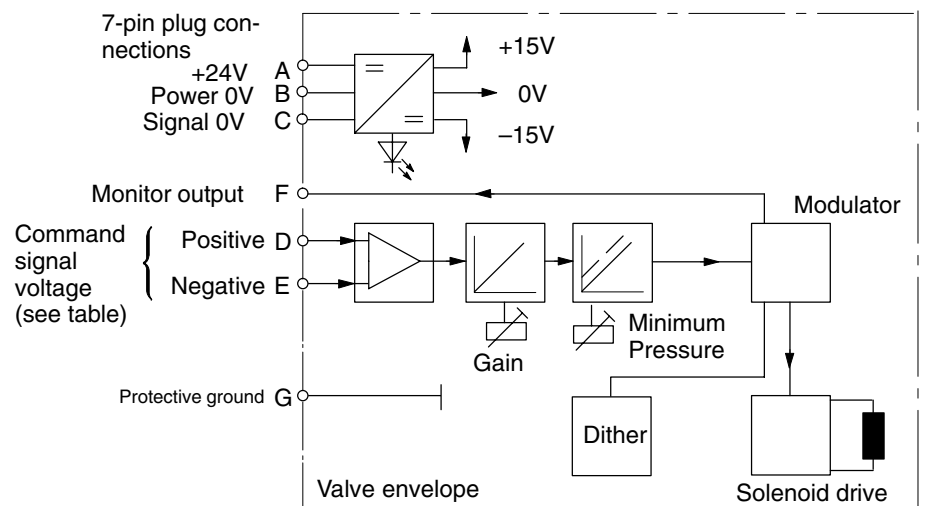 7-pin plug con-
nections
+24V A
Power 0V B
Signal 0V C
+15V
0V
–15V
Monitor output F
Modulator
Command
signal
voltage
(see table)
Positive D
Negative E
Gain
Minimum
Pressure
Protective ground G
Dither
Valve envelope
Solenoid drive